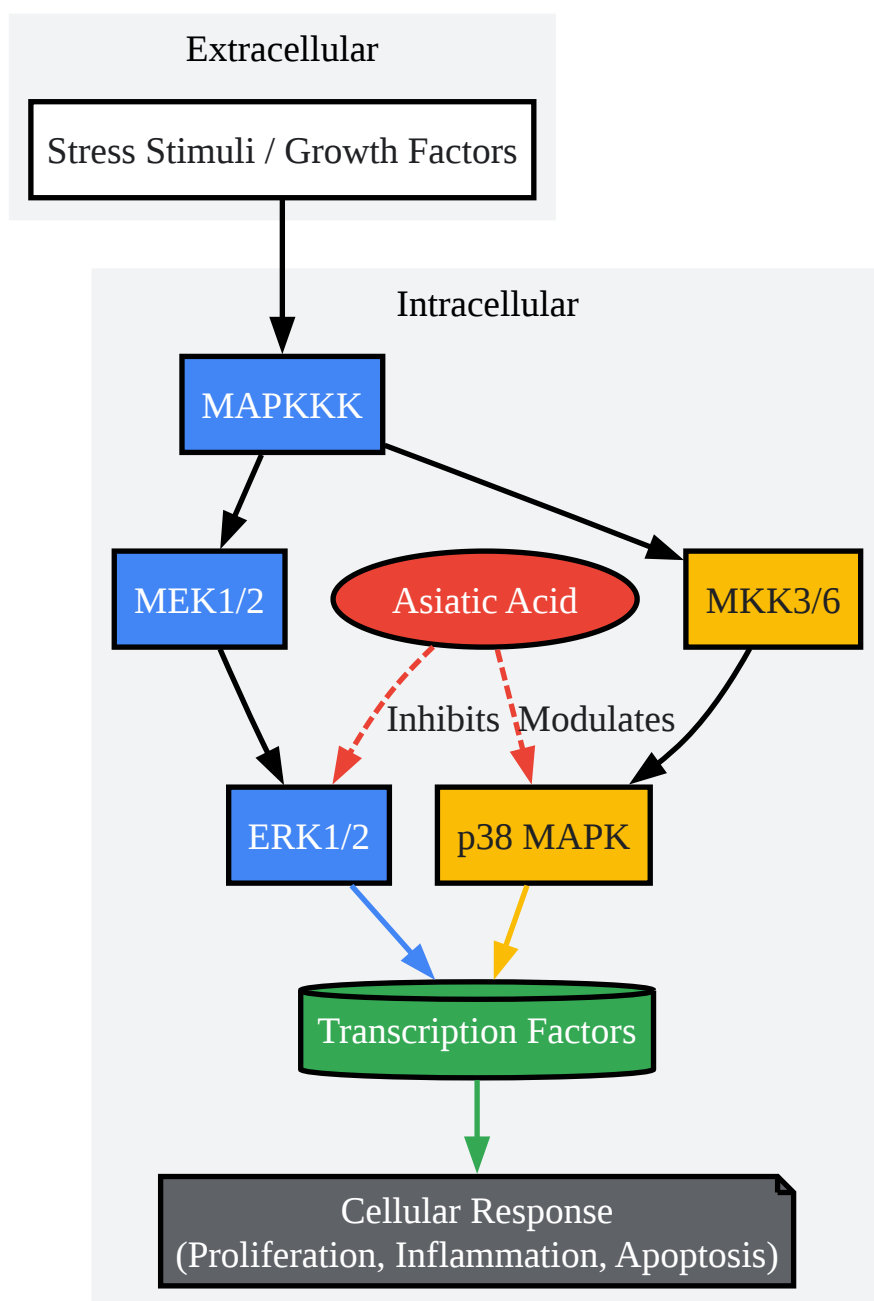 Extracellular
Stress Stimuli / Growth Factors
Intracellular
MAPKKK
MEK1/2
Asiatic Acid
MKK3/6
Inhibits
Modulates
ERK1/2
p38 MAPK
Transcription Factors
Cellular Response
(Proliferation, Inflammation, Apoptosis)